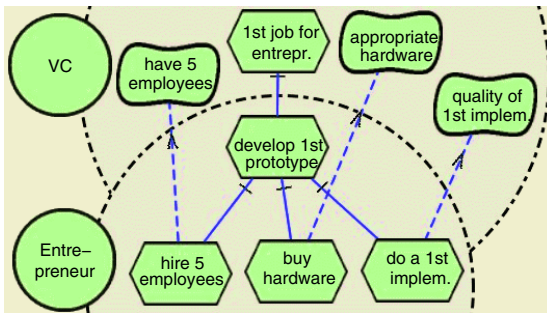 VC
have 5
employees
1st job for
entrepr.
appropriate
hardware
quality of
1st implem.
develop 1st
prototype
Entre–
preneur
hire 5
employees
buy
hardware
do a 1st
implem.